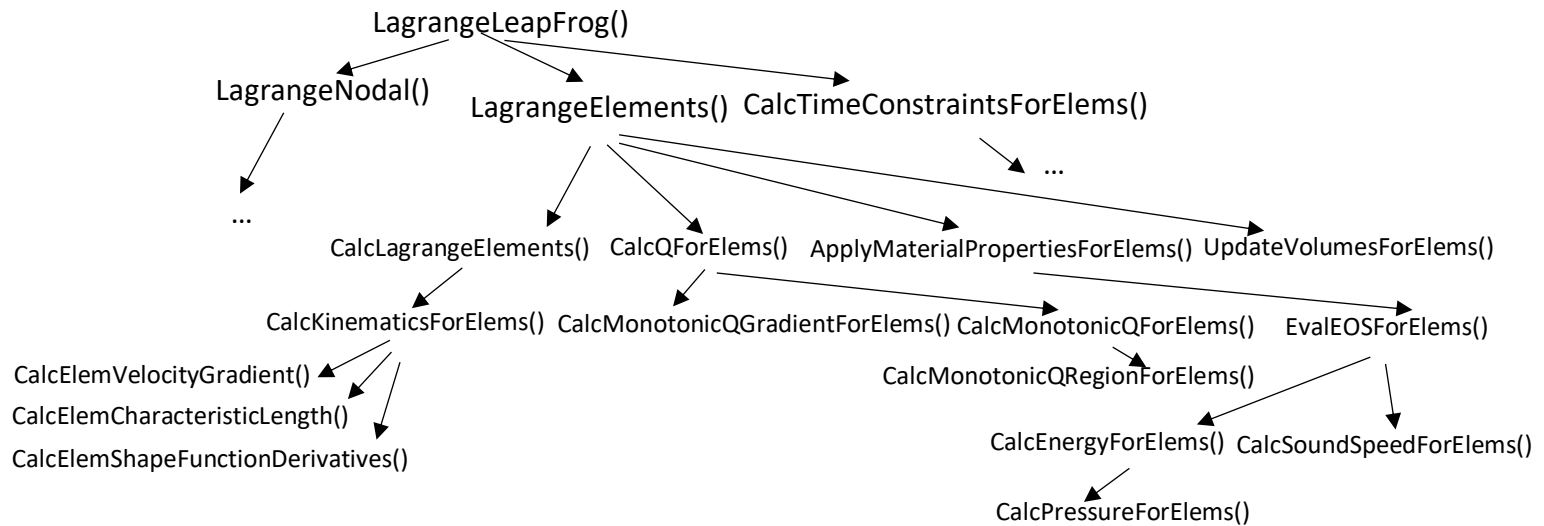 LagrangeLeapFrog()
LagrangeNodal()
LagrangeElements()
CalcTimeConstraintsForElems()
...
...
CalcLagrangeElements()
CalcQForElems()
ApplyMaterialPropertiesForElems()
UpdateVolumesForElems()
CalcKinematicsForElems()
CalcMonotonicQGradientForElems()
CalcMonotonicQForElems()
EvalEOSForElems()
CalcElemVelocityGradient()
CalcMonotonicQRegionForElems()
CalcElemCharacteristicLength()
CalcElemShapeFunctionDerivatives()
CalcEnergyForElems()
CalcSoundSpeedForElems()
CalcPressureForElems()